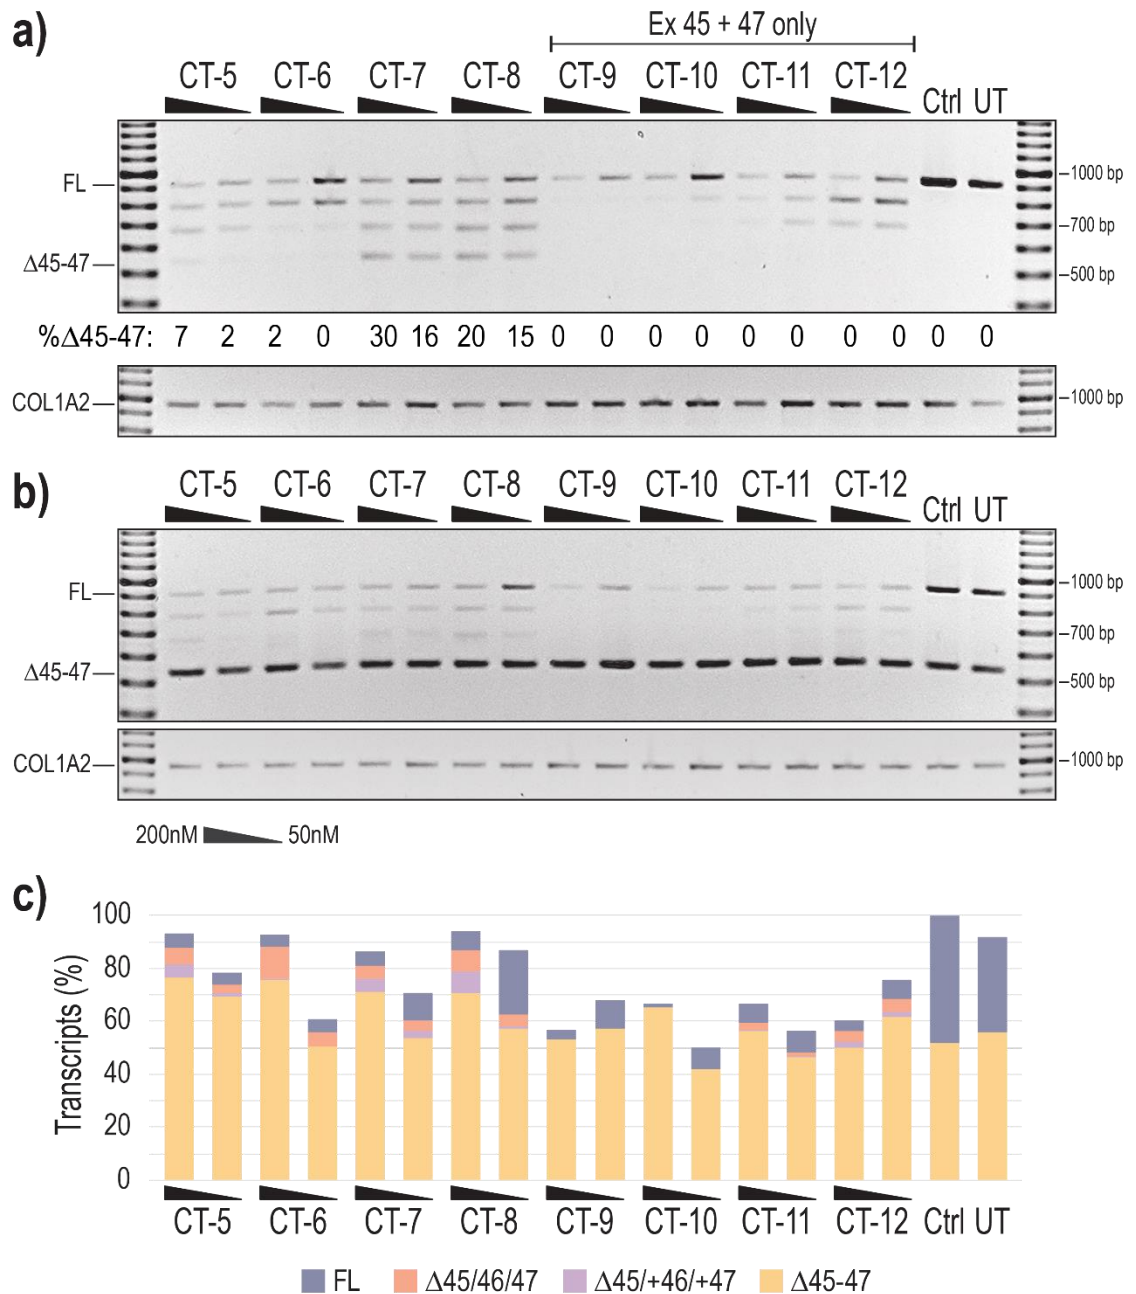 a)
Ex 45 + 47 only
CT-5 CT-6 CT-7 CT-8 CT-9 CT-10 CT-11 CT-12 Ctrl UT
FL
1000 bp
700 bp
Δ45-47
500 bp
%Δ45-47: 7 2 2 0 30 16 20 15 0 0 0 0 0 0 0 0 0 0
COL1A2
1000 bp
b)
CT-5 CT-6 CT-7 CT-8 CT-9 CT-10 CT-11 CT-12 Ctrl UT
FL
1000 bp
700 bp
Δ45-47
500 bp
COL1A2
1000 bp
200nM 50nM
c)
Transcripts (%)
100
80
60
40
20
0
CT-5 CT-6 CT-7 CT-8 CT-9 CT-10 CT-11 CT-12 Ctrl UT
FL Δ45/46/47 Δ45/+46/+47 Δ45-47